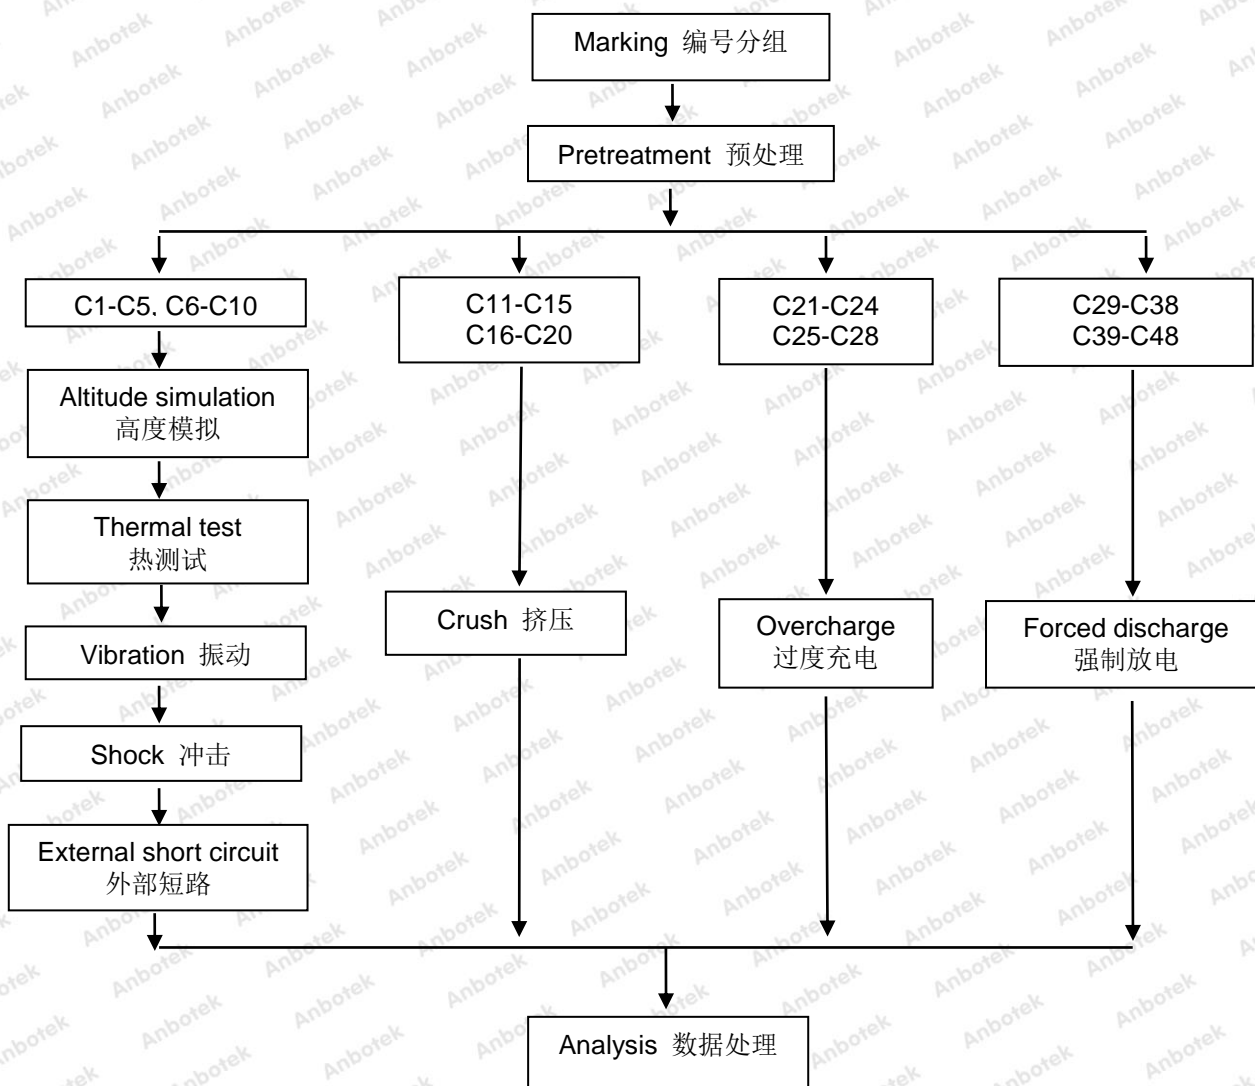 Marking 编号分组
Pretreatment 预处理
C1-C5, C6-C10
C11-C15
C16-C20
C21-C24
C25-C28
C29-C38
C39-C48
Altitude simulation
高度模拟
Thermal test
热测试
Vibration 振动
Shock 冲击
External short circuit
外部短路
Crush 挤压
Overcharge
过度充电
Forced discharge
强制放电
Analysis 数据处理
Anbotek